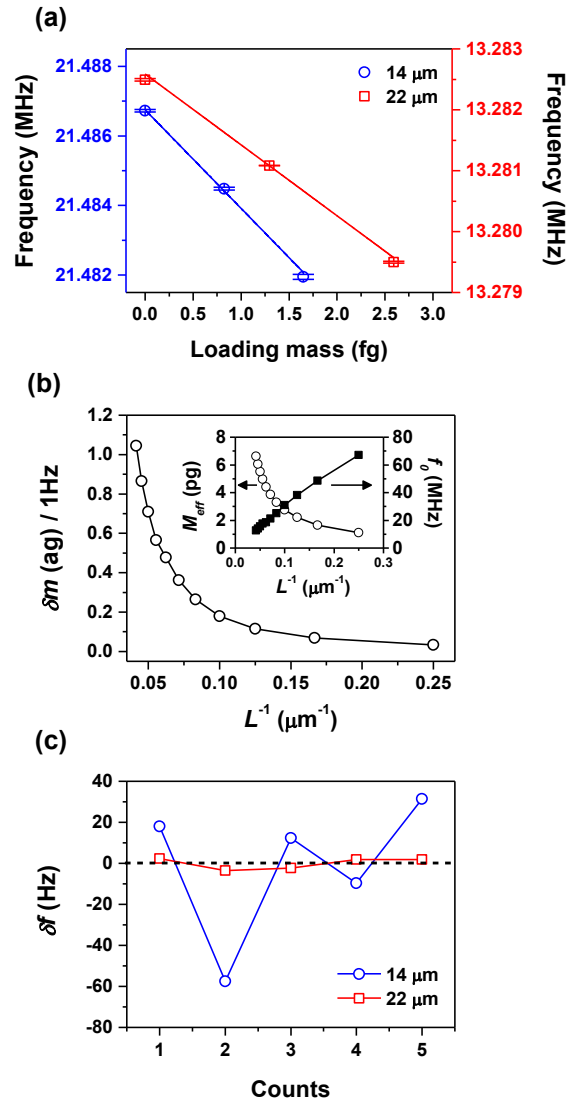 (a)
21.488
21.486
21.484
21.482
Frequency (MHz)
14 μm
22 μm
13.283
13.282
13.281
13.280
13.279
Frequency
(MHz)
0.0 0.5 1.0 1.5 2.0 2.5 3.0
Loading mass (fg)
(b)
1.2
1.0
0.8
0.6
0.4
0.2
0.0
δm (ag) / 1Hz
8
6
4
2
0
M_eff (pg)
80
60
40
20
0
f_0
(MHz)
0.0 0.1 0.2 0.3
L⁻¹ (μm⁻¹)
0.05 0.10 0.15 0.20 0.25
L⁻¹ (μm⁻¹)
(c)
40
20
0
-20
-40
-60
-80
δf (Hz)
14 μm
22 μm
1 2 3 4 5
Counts